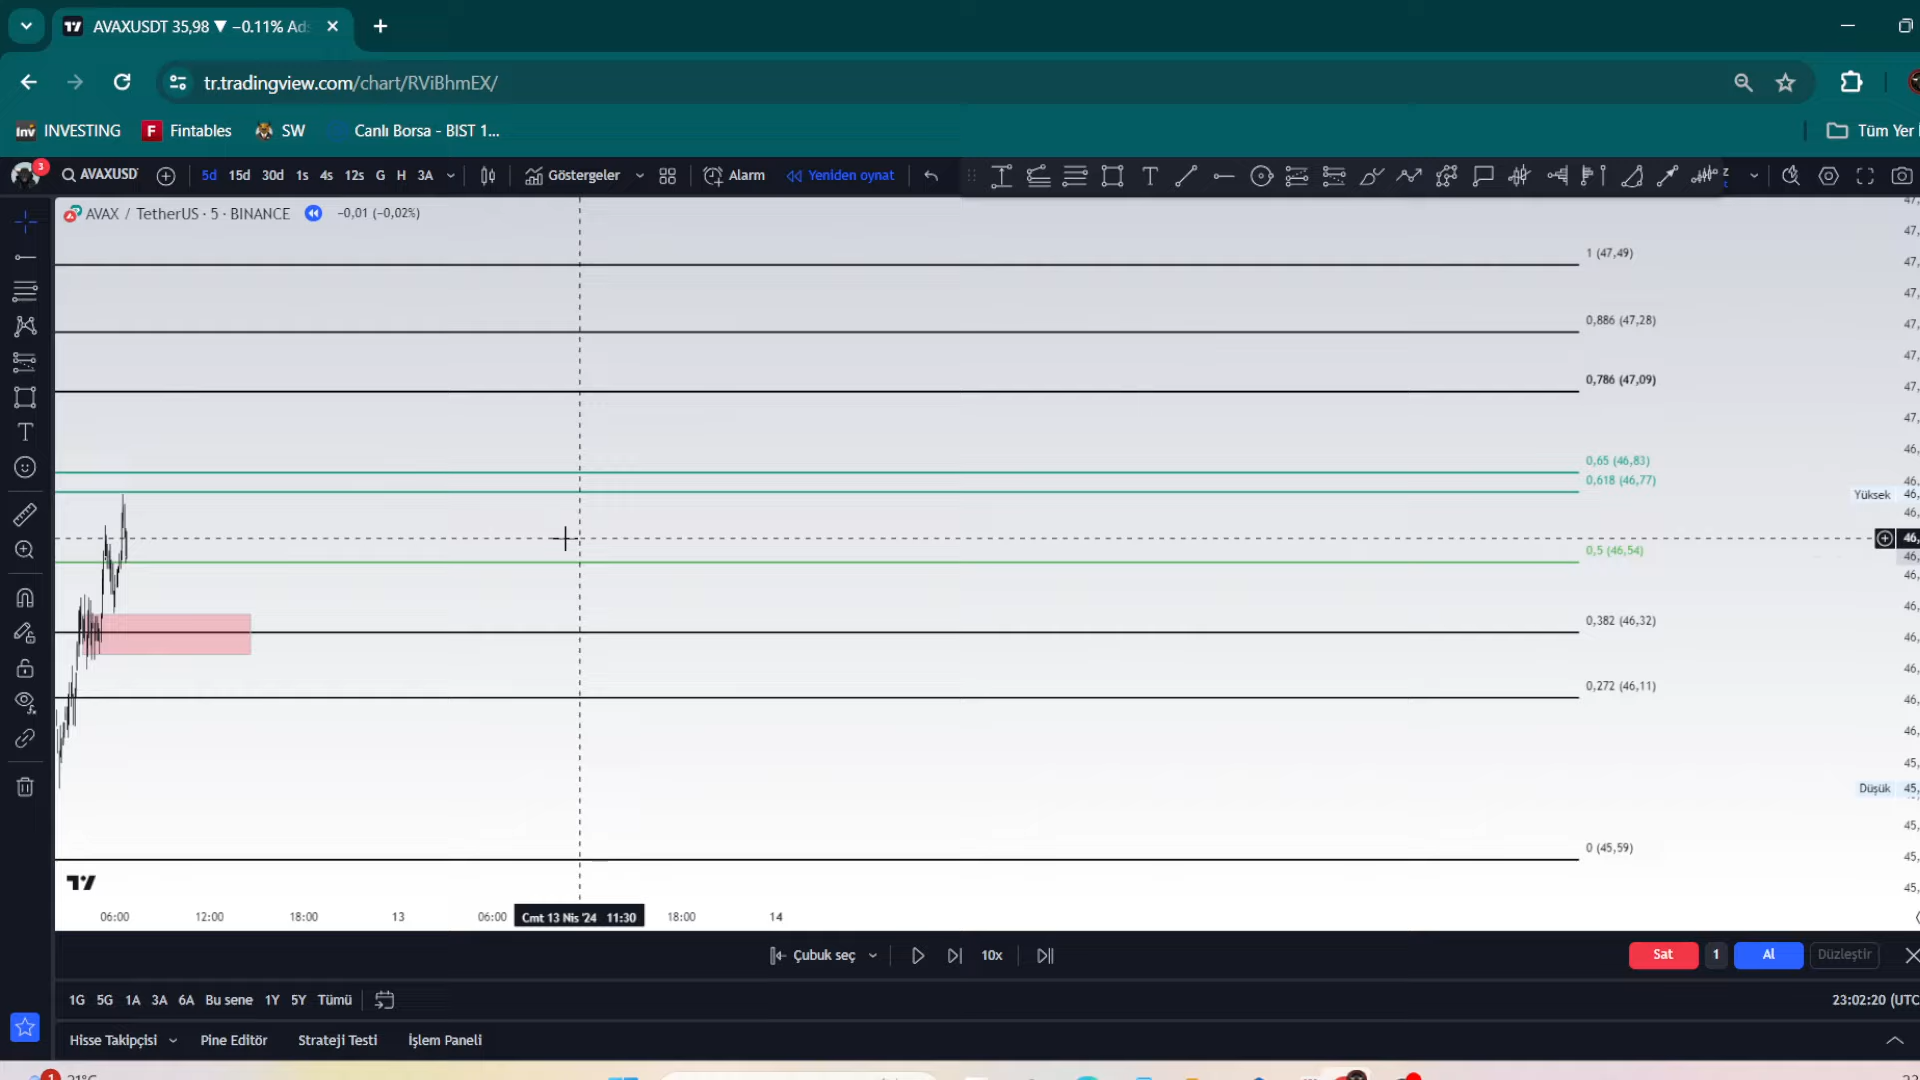 AVAXUSDT 35,98 ▼ −0.11% Ads
tr.tradingview.com/chart/RViBhmEX/
INVESTING Fintables SW Canlı Borsa - BIST 1... Tüm Yer
3 AVAXUSD 5d 15d 30d 1s 4s 12s G H 3A Göstergeler Alarm Yeniden oynat
AVAX / TetherUS · 5 · BINANCE −0,01 (−0,02%)
1 (47,49)
0,886 (47,28)
0,786 (47,09)
0,65 (46,83)
0,618 (46,77)
Yüksek 46,
46,
0,5 (46,54)
0,382 (46,32)
0,272 (46,11)
Düşük 45,
0 (45,59)
06:00 12:00 18:00 13 06:00 Cmt 13 Nis '24 11:30 18:00 14
Çubuk seç 10x Sat 1 Al Düzleştir
1G 5G 1A 3A 6A Bu sene 1Y 5Y Tümü 23:02:20 (UTC
Hisse Takipçisi Pine Editör Strateji Testi İşlem Paneli